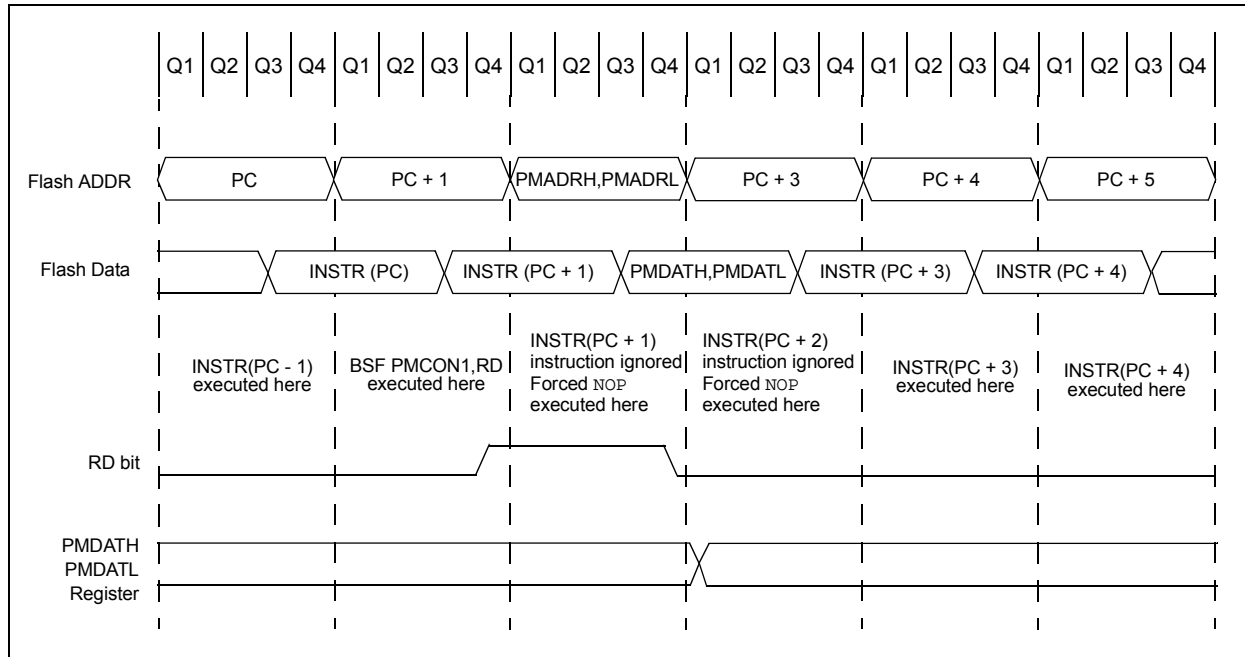 Q1 Q2 Q3 Q4 Q1 Q2 Q3 Q4 Q1 Q2 Q3 Q4 Q1 Q2 Q3 Q4 Q1 Q2 Q3 Q4 Q1 Q2 Q3 Q4
Flash ADDR PC PC + 1 PMADRH,PMADRL PC + 3 PC + 4 PC + 5
Flash Data INSTR (PC) INSTR (PC + 1) PMDATH,PMDATL INSTR (PC + 3) INSTR (PC + 4)
INSTR(PC - 1)
executed here
BSF PMCON1,RD
executed here
INSTR(PC + 1)
instruction ignored
Forced NOP
executed here
INSTR(PC + 2)
instruction ignored
Forced NOP
executed here
INSTR(PC + 3)
executed here
INSTR(PC + 4)
executed here
RD bit
PMDATH
PMDATL
Register